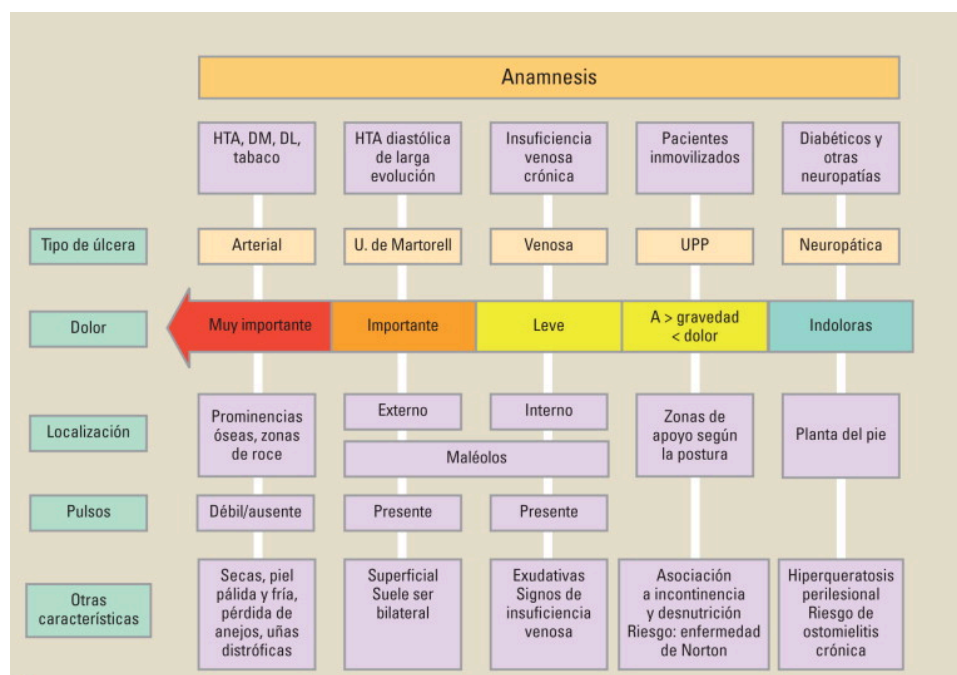 Anamnesis
HTA, DM, DL,
tabaco
HTA diastólica
de larga
evolución
Insuficiencia
venosa
crónica
Pacientes
inmovilizados
Diabéticos y
otras
neuropatías
Tipo de úlcera
Arterial
U. de Martorell
Venosa
UPP
Neuropática
Dolor
Muy importante
Importante
Leve
A > gravedad
< dolor
Indoloras
Localización
Prominencias
óseas, zonas
de roce
Externo
Interno
Maléolos
Zonas de
apoyo según
la postura
Planta del pie
Pulsos
Débil/ausente
Presente
Presente
Otras
características
Secas, piel
pálida y fría,
pérdida de
anejos, uñas
distróficas
Superficial
Suele ser
bilateral
Exudativas
Signos de
insuficiencia
venosa
Asociación
a incontinencia
y desnutrición
Riesgo: enfermedad
de Norton
Hiperqueratosis
perilesional
Riesgo de
ostomielitis
crónica